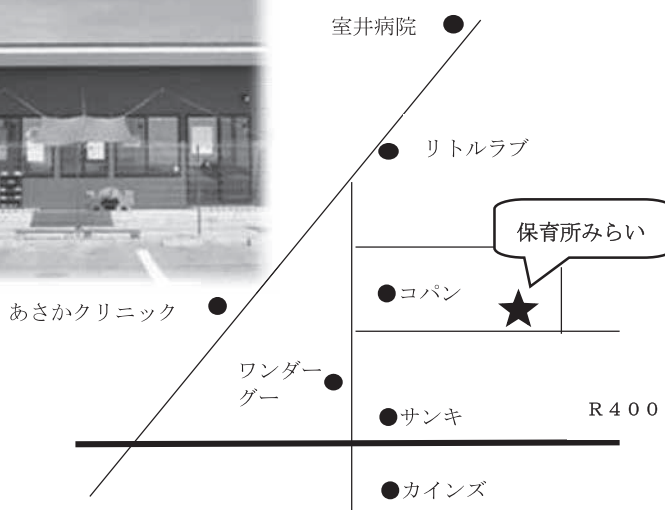 室井病院
リトルラブ
保育所みらい
コパン
あさかクリニック
ワンダー
グー
サンキ
R400
カインズ